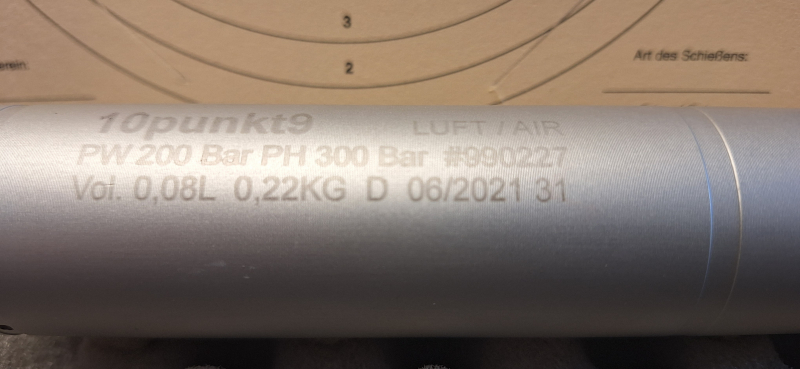 3
2
erein:
Art des Schießens:
10punkt9 LUFT / AIR
PW 200 Bar PH 300 Bar #990227
Vol. 0,08L 0,22KG D 06/2021 31